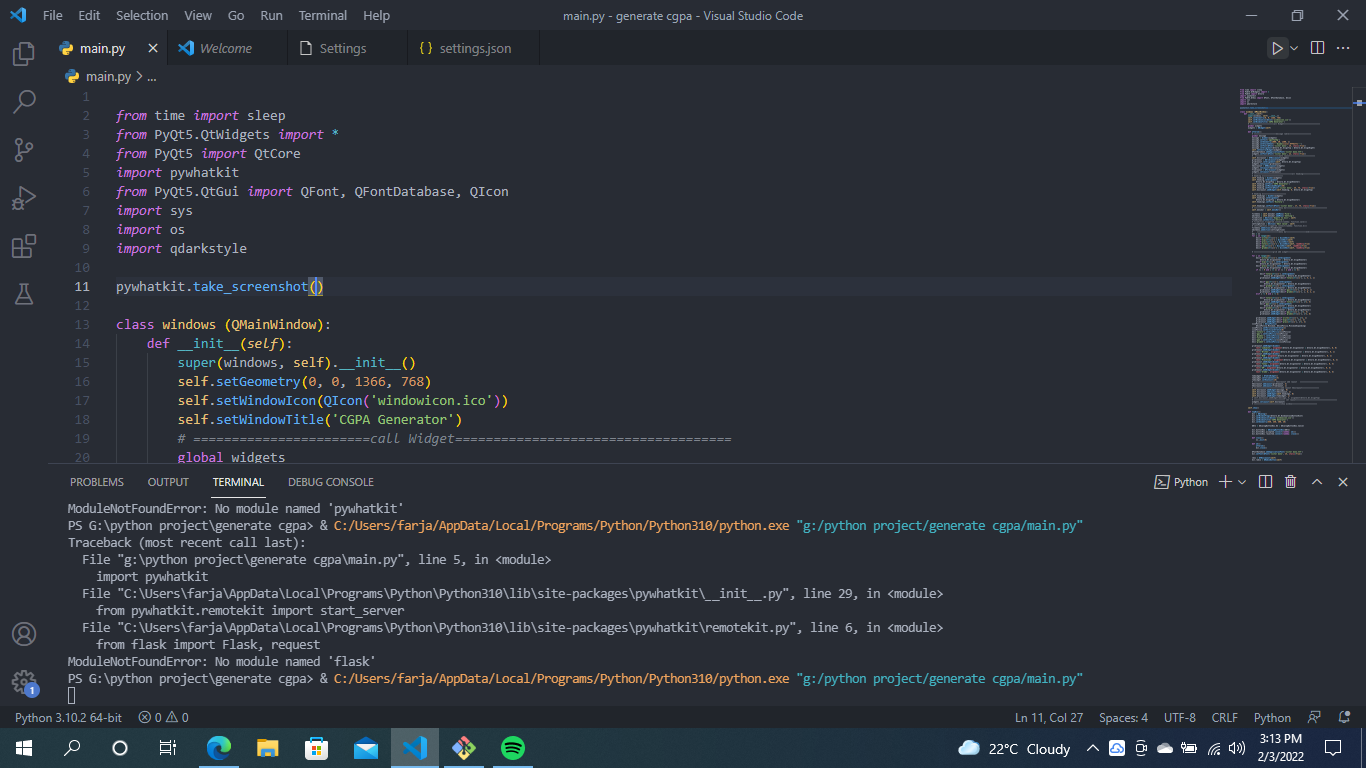 File Edit Selection View Go Run Terminal Help
main.py - generate cgpa - Visual Studio Code
main.py
Welcome
Settings
{ } settings.json
main.py > ...
1
2 from time import sleep
3 from PyQt5.QtWidgets import *
4 from PyQt5 import QtCore
5 import pywhatkit
6 from PyQt5.QtGui import QFont, QFontDatabase, QIcon
7 import sys
8 import os
9 import qdarkstyle
10
11 pywhatkit.take_screenshot()
12
13 class windows (QMainWindow):
14 def __init__(self):
15 super(windows, self).__init__()
16 self.setGeometry(0, 0, 1366, 768)
17 self.setWindowIcon(QIcon('windowicon.ico'))
18 self.setWindowTitle('CGPA Generator')
19 # =======================call Widget====================================
20 global widgets
PROBLEMS OUTPUT TERMINAL DEBUG CONSOLE
Python
ModuleNotFoundError: No module named 'pywhatkit'
PS G:\python project\generate cgpa> & C:/Users/farja/AppData/Local/Programs/Python/Python310/python.exe "g:/python project/generate cgpa/main.py"
Traceback (most recent call last):
File "g:\python project\generate cgpa\main.py", line 5, in <module>
import pywhatkit
File "C:\Users\farja\AppData\Local\Programs\Python\Python310\lib\site-packages\pywhatkit\__init__.py", line 29, in <module>
from pywhatkit.remotekit import start_server
File "C:\Users\farja\AppData\Local\Programs\Python\Python310\lib\site-packages\pywhatkit\remotekit.py", line 6, in <module>
from flask import Flask, request
ModuleNotFoundError: No module named 'flask'
PS G:\python project\generate cgpa> & C:/Users/farja/AppData/Local/Programs/Python/Python310/python.exe "g:/python project/generate cgpa/main.py"
1
Python 3.10.2 64-bit 0 0
Ln 11, Col 27 Spaces: 4 UTF-8 CRLF Python
22°C Cloudy
3:13 PM
2/3/2022